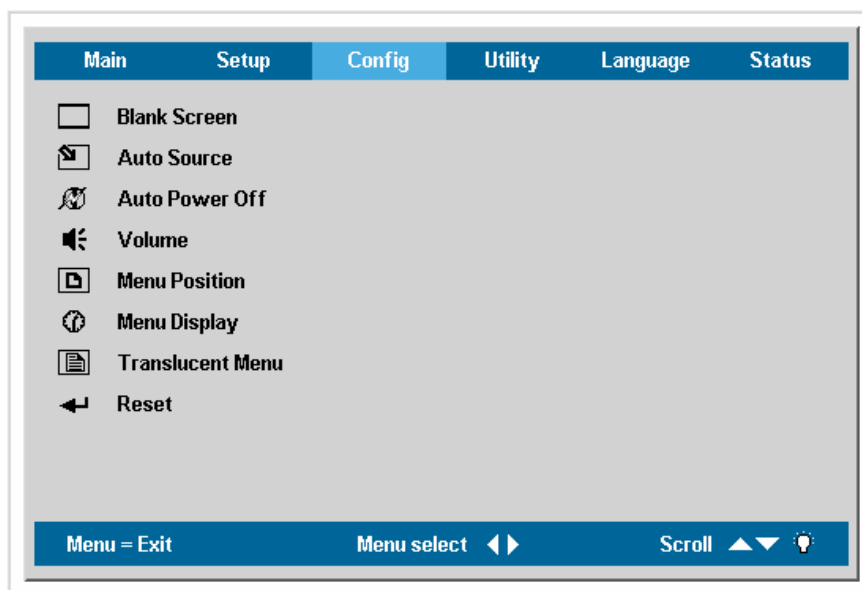 Main Setup Config Utility Language Status
Blank Screen
Auto Source
Auto Power Off
Volume
Menu Position
Menu Display
Translucent Menu
Reset
Menu = Exit Menu select Scroll